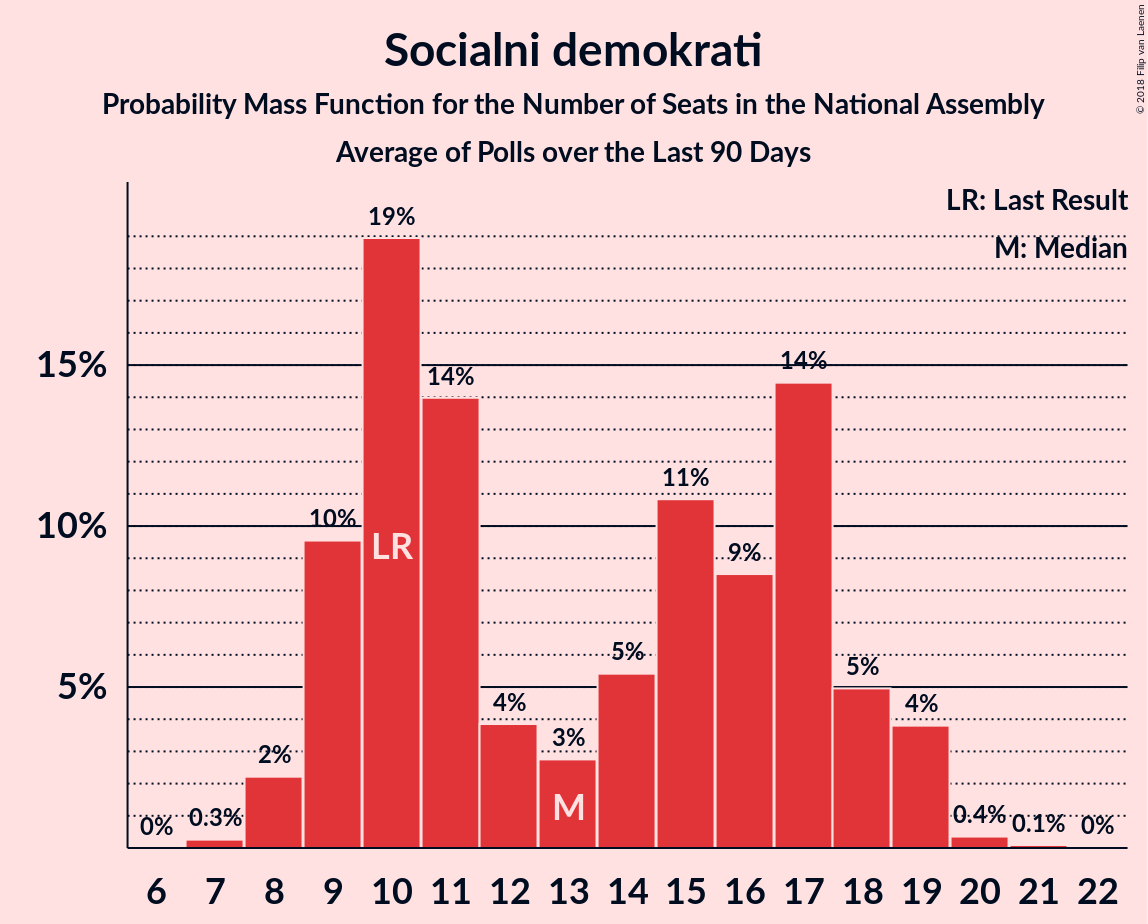 Socialni demokrati
Probability Mass Function for the Number of Seats in the National Assembly
Average of Polls over the Last 90 Days
© 2018 Filip van Laenen
LR: Last Result
M: Median
15%
10%
5%
0%
0.3%
2%
10%
19%
14%
4%
3%
5%
11%
9%
14%
5%
4%
0.4%
0.1%
0%
LR
M
6 7 8 9 10 11 12 13 14 15 16 17 18 19 20 21 22